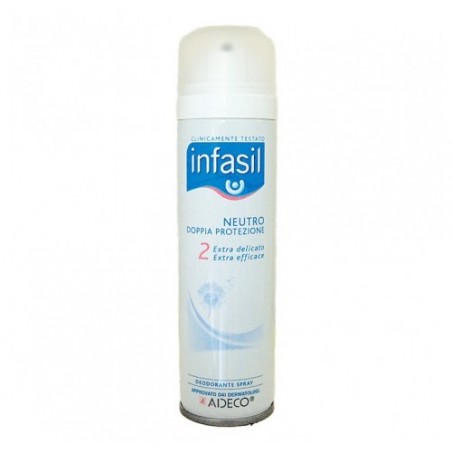 CLINICAMENTE TESTATO
infasil
NEUTRO
DOPPIA PROTEZIONE
2 Extra delicato
Extra efficace
DEODORANTE SPRAY
APPROVATO DAI DERMATOLOGI
ADECO®